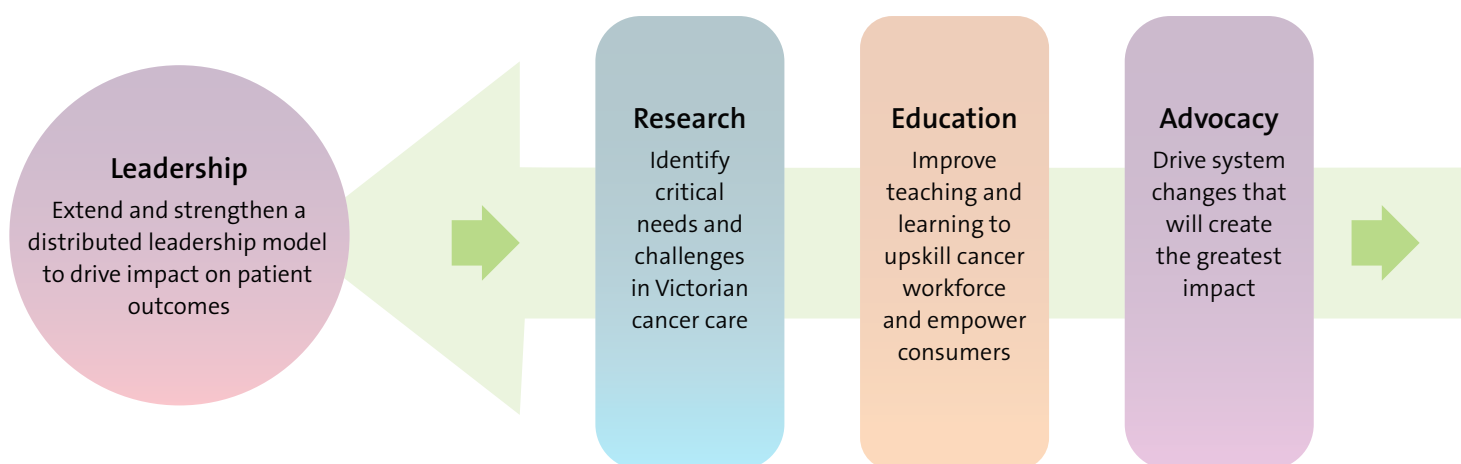 Leadership
Extend and strengthen a
distributed leadership model
to drive impact on patient
outcomes
Research
Identify
critical
needs and
challenges
in Victorian
cancer care
Education
Improve
teaching and
learning to
upskill cancer
workforce
and empower
consumers
Advocacy
Drive system
changes that
will create
the greatest
impact